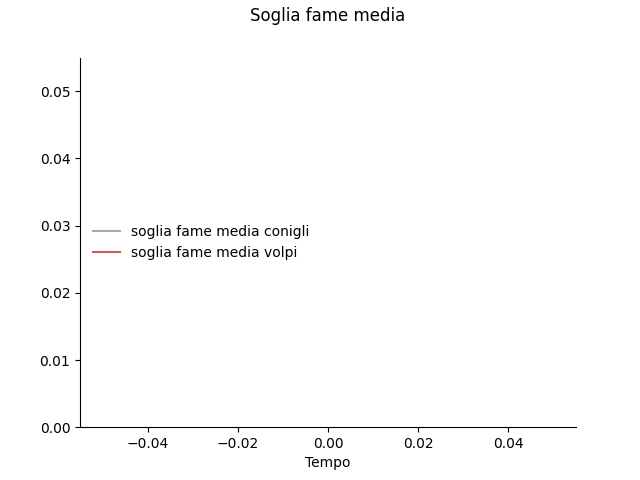 Soglia fame media
0.05
0.04
0.03
soglia fame media conigli
soglia fame media volpi
0.02
0.01
0.00
−0.04 −0.02 0.00 0.02 0.04
Tempo